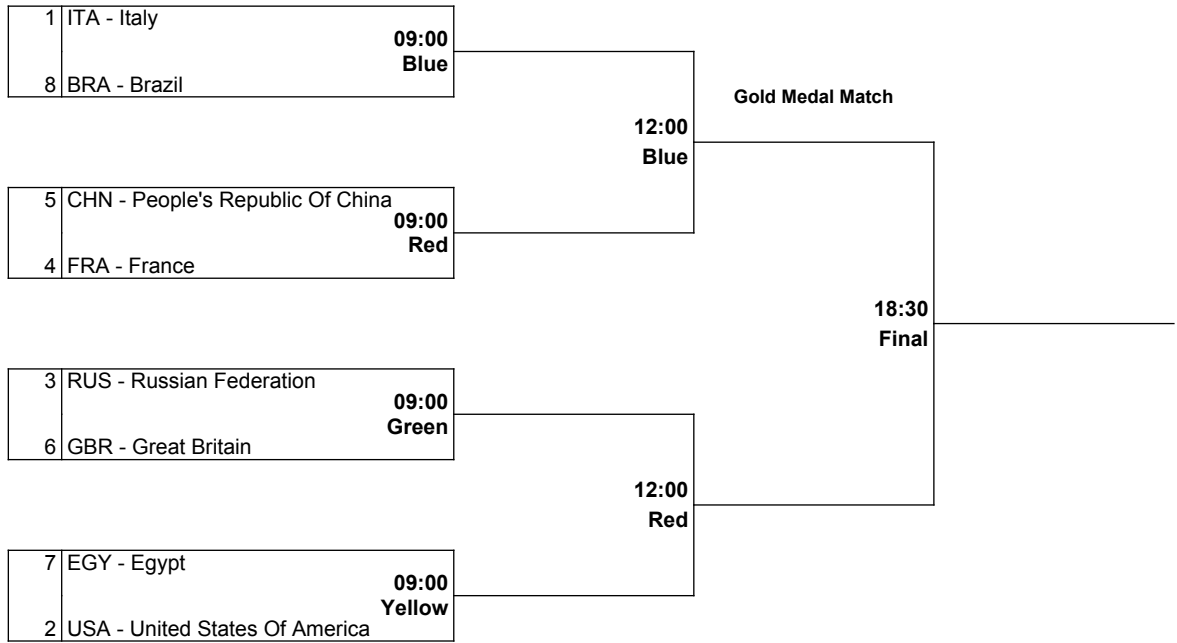 1 ITA - Italy
09:00
Blue
8 BRA - Brazil
Gold Medal Match
12:00
Blue
5 CHN - People's Republic Of China
09:00
Red
4 FRA - France
18:30
Final
3 RUS - Russian Federation
09:00
Green
6 GBR - Great Britain
12:00
Red
7 EGY - Egypt
09:00
Yellow
2 USA - United States Of America